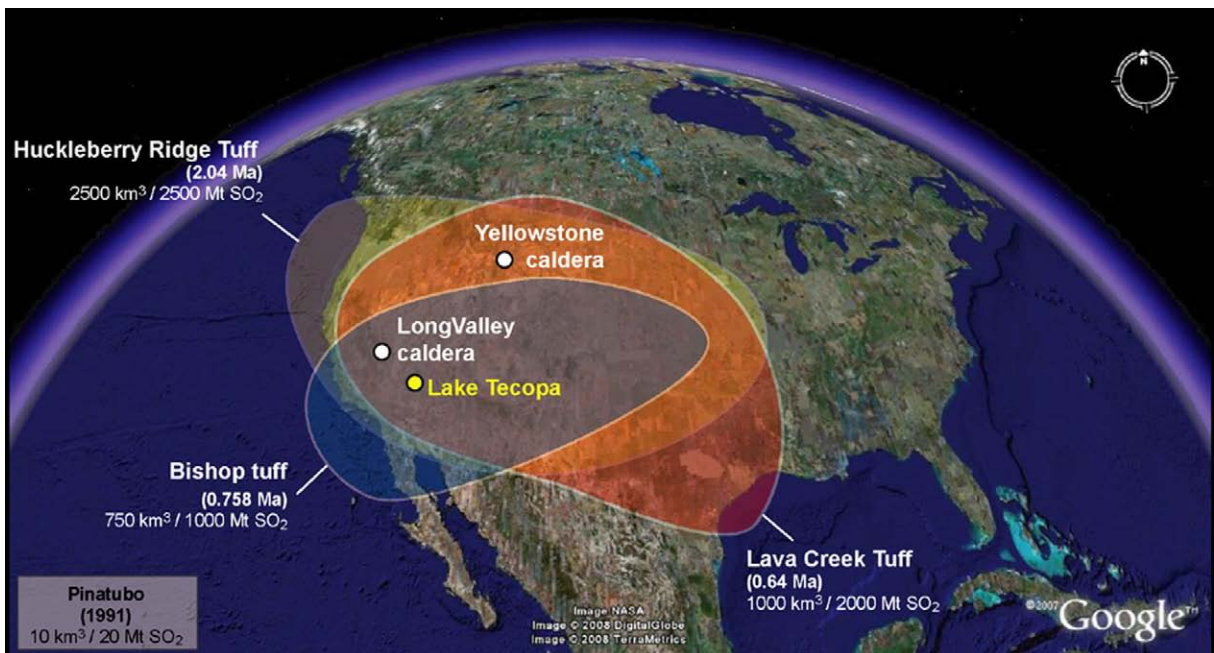 N
Huckleberry Ridge Tuff
(2.04 Ma)
2500 km³ / 2500 Mt SO₂
Yellowstone
caldera
LongValley
caldera
Lake Tecopa
Bishop tuff
(0.758 Ma)
750 km³ / 1000 Mt SO₂
Lava Creek Tuff
(0.64 Ma)
1000 km³ / 2000 Mt SO₂
Pinatubo
(1991)
10 km³ / 20 Mt SO₂
Image NASA
Image © 2008 DigitalGlobe
Image © 2008 TerraMetrics
©2007 Google™